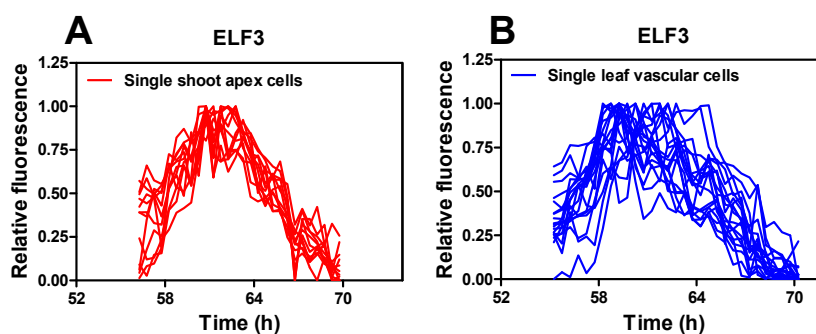 A
ELF3
Relative fluorescence
1.25
1.00
0.75
0.50
0.25
0.00
Single shoot apex cells
52
58
64
70
Time (h)
B
ELF3
Relative fluorescence
1.25
1.00
0.75
0.50
0.25
0.00
Single leaf vascular cells
52
58
64
70
Time (h)